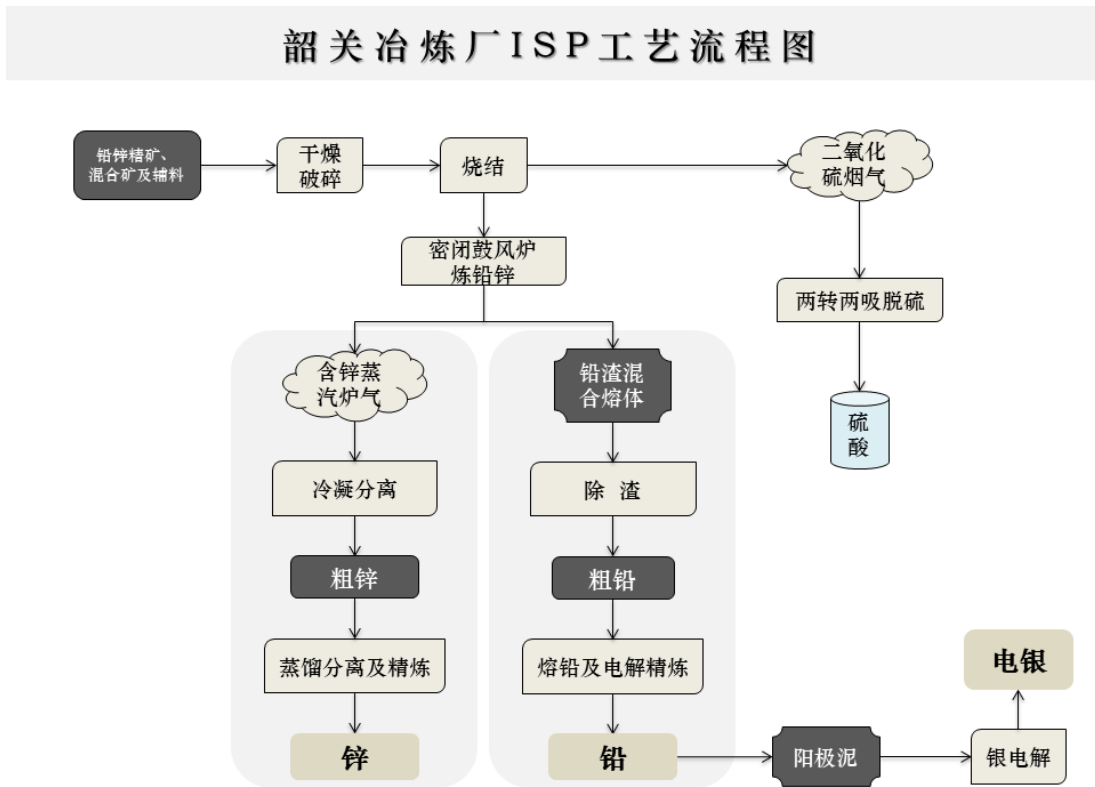 韶关冶炼厂ISP工艺流程图
铅锌精矿、
混合矿及辅料
干燥
破碎
烧结
二氧化
硫烟气
密闭鼓风炉
炼铅锌
两转两吸脱硫
含锌蒸
汽炉气
铅渣混
合熔体
硫
酸
冷凝分离
除 渣
粗锌
粗铅
蒸馏分离及精炼
熔铅及电解精炼
电银
锌
铅
阳极泥
银电解